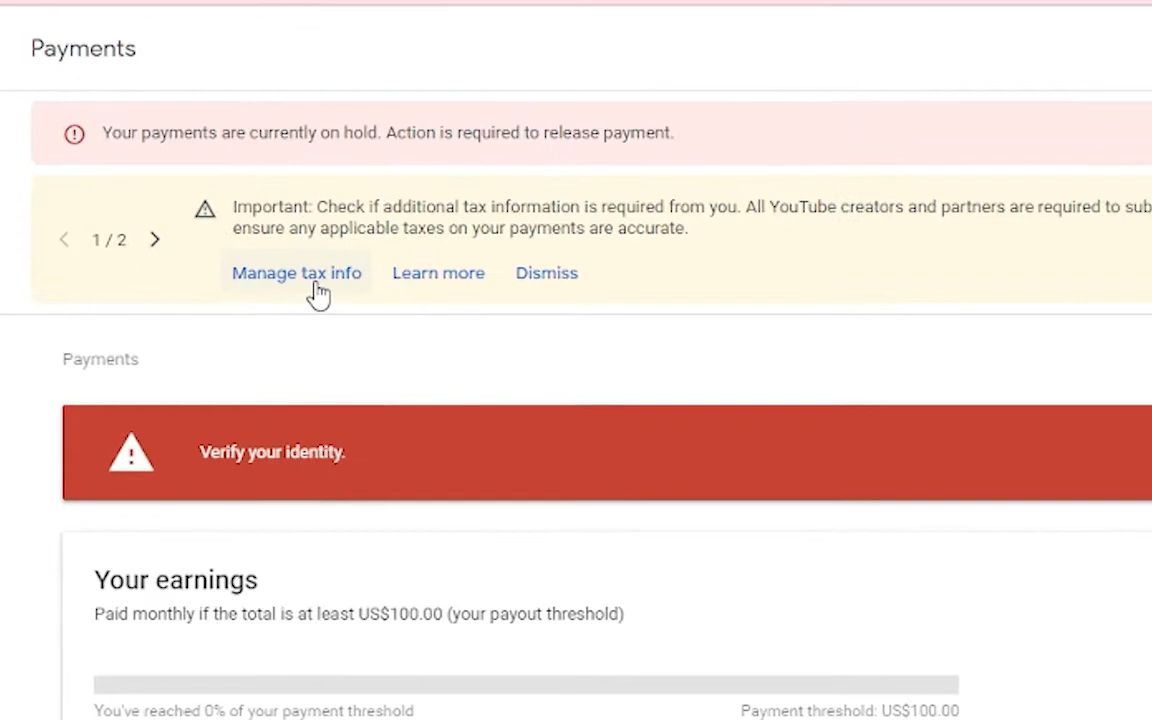 Payments
Your payments are currently on hold. Action is required to release payment.
Important: Check if additional tax information is required from you. All YouTube creators and partners are required to sub
1 / 2
ensure any applicable taxes on your payments are accurate.
Manage tax info Learn more Dismiss
Payments
Verify your identity.
Your earnings
Paid monthly if the total is at least US$100.00 (your payout threshold)
You've reached 0% of your payment threshold Payment threshold: US$100.00